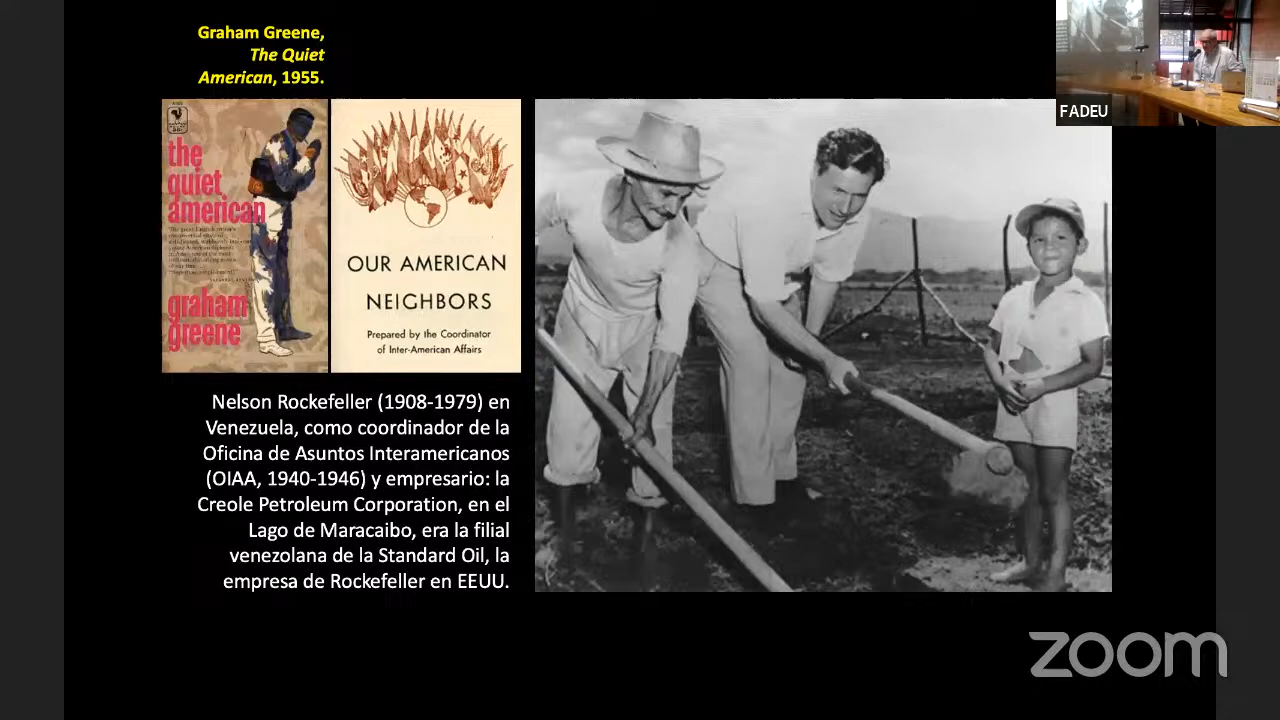 Graham Greene,
The Quiet
American, 1955.
the
quiet
american
graham
greene
OUR AMERICAN
NEIGHBORS
Prepared by the Coordinator
of Inter-American Affairs
Nelson Rockefeller (1908-1979) en
Venezuela, como coordinador de la
Oficina de Asuntos Interamericanos
(OIAA, 1940-1946) y empresario: la
Creole Petroleum Corporation, en el
Lago de Maracaibo, era la filial
venezolana de la Standard Oil, la
empresa de Rockefeller en EEUU.
FADEU
zoom